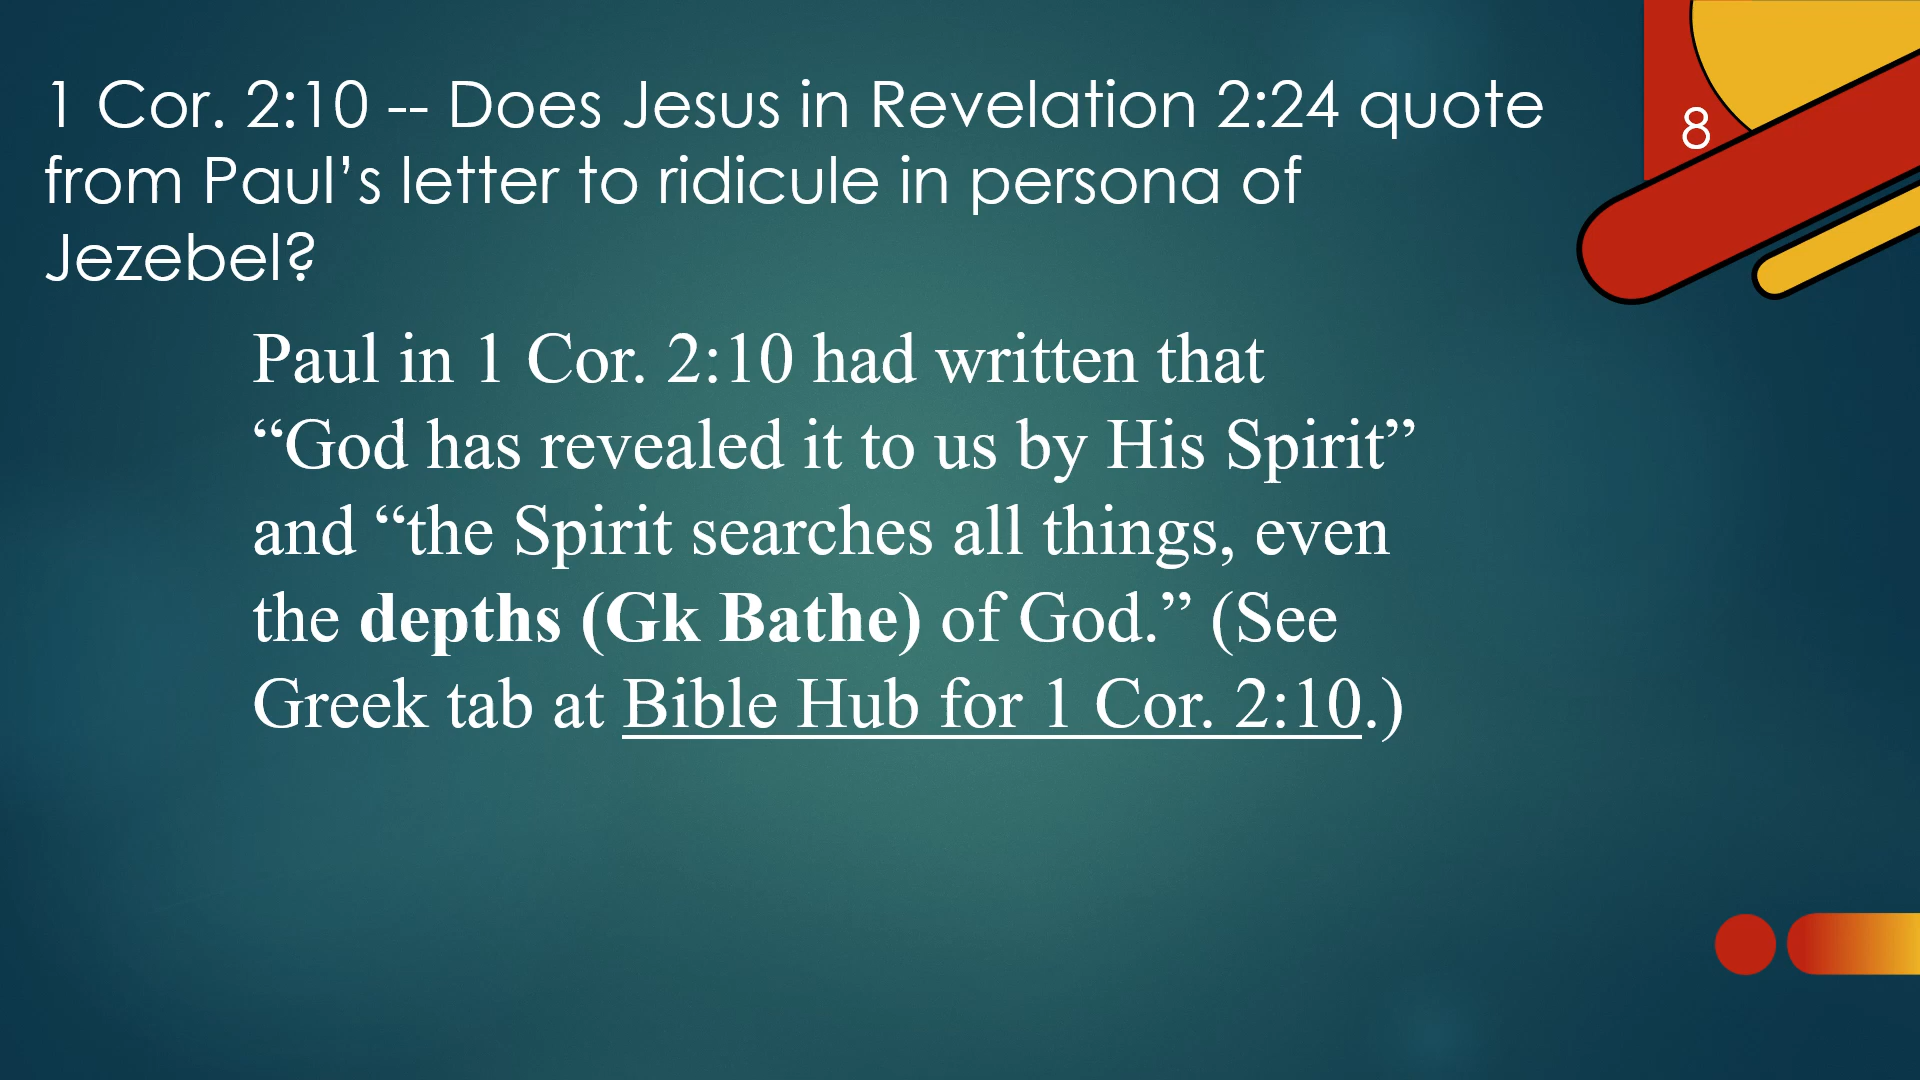 1 Cor. 2:10 -- Does Jesus in Revelation 2:24 quote
from Paul’s letter to ridicule in persona of
Jezebel?
8
Paul in 1 Cor. 2:10 had written that
“God has revealed it to us by His Spirit”
and “the Spirit searches all things, even
the depths (Gk Bathe) of God.” (See
Greek tab at Bible Hub for 1 Cor. 2:10.)